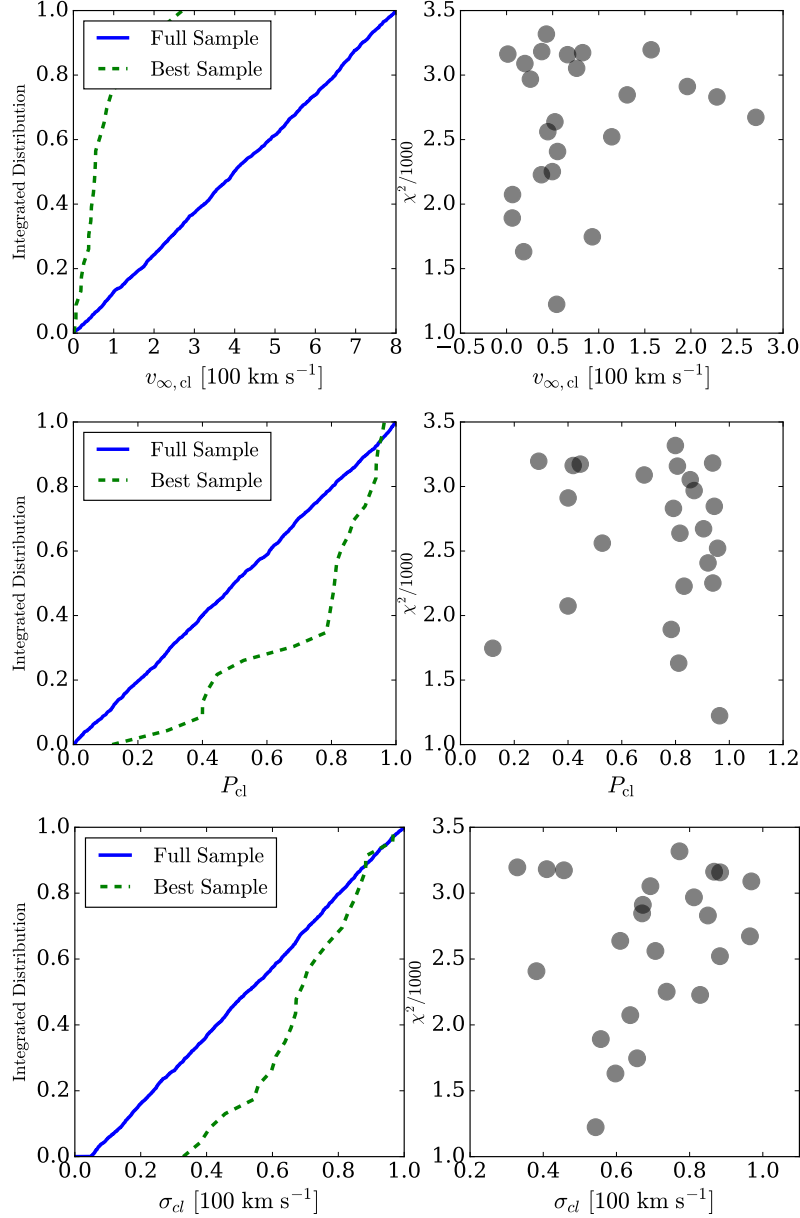 1.0
0.8
0.6
0.4
0.2
0.0
Integrated Distribution
Full Sample
Best Sample
0 1 2 3 4 5 6 7 8
v∞,cl [100 km s−1]
3.5
3.0
2.5
2.0
1.5
1.0
χ2/1000
−0.5 0.0 0.5 1.0 1.5 2.0 2.5 3.0
v∞,cl [100 km s−1]
1.0
0.8
0.6
0.4
0.2
0.0
Integrated Distribution
Full Sample
Best Sample
0.0 0.2 0.4 0.6 0.8 1.0
Pcl
3.5
3.0
2.5
2.0
1.5
1.0
χ2/1000
0.0 0.2 0.4 0.6 0.8 1.0 1.2
Pcl
1.0
0.8
0.6
0.4
0.2
0.0
Integrated Distribution
Full Sample
Best Sample
0.0 0.2 0.4 0.6 0.8 1.0
σcl [100 km s−1]
3.5
3.0
2.5
2.0
1.5
1.0
χ2/1000
0.2 0.4 0.6 0.8 1.0
σcl [100 km s−1]